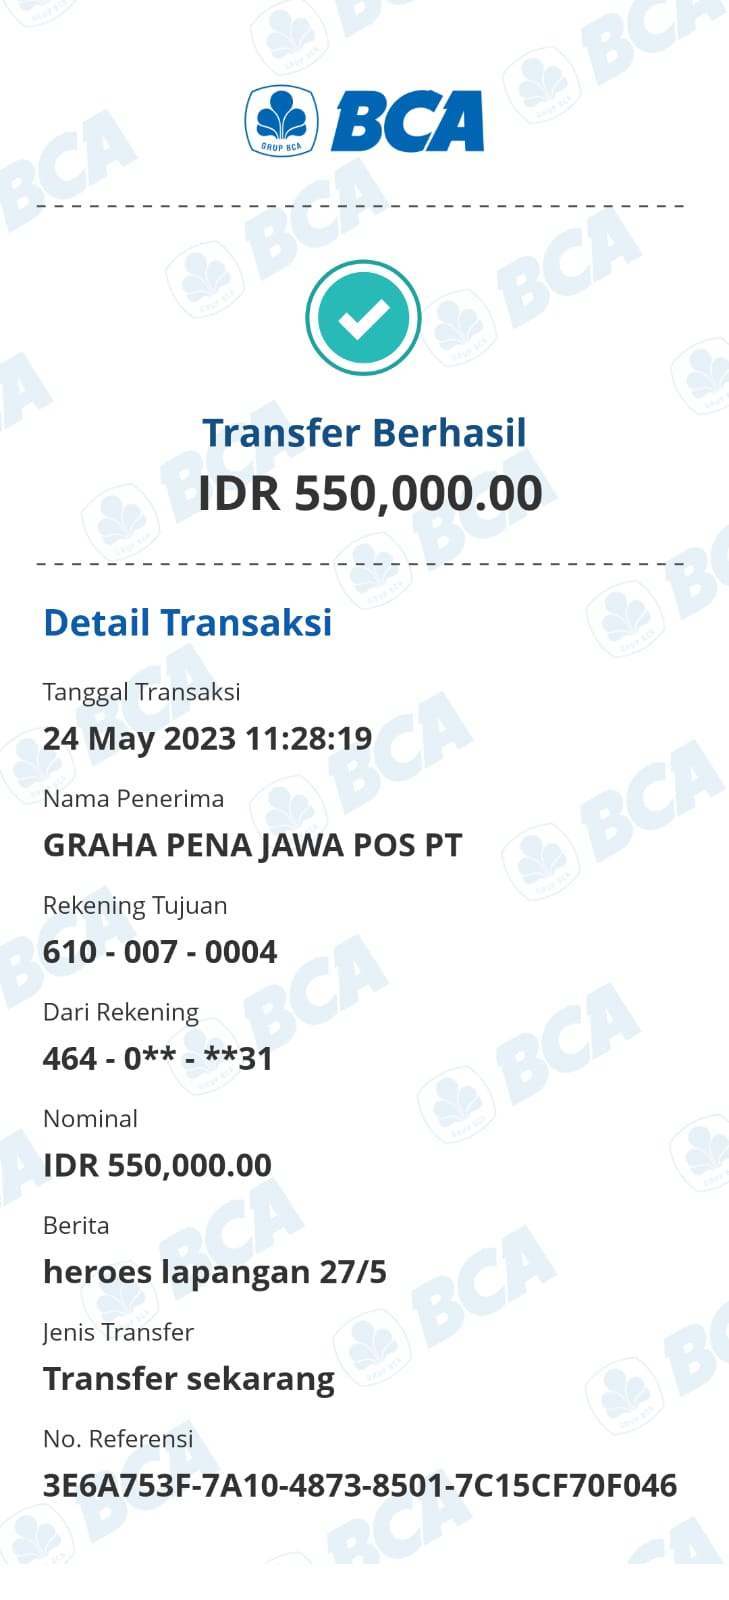 GRUP BCA
BCA
Transfer Berhasil
IDR 550,000.00
Detail Transaksi
Tanggal Transaksi
24 May 2023 11:28:19
Nama Penerima
GRAHA PENA JAWA POS PT
Rekening Tujuan
610 - 007 - 0004
Dari Rekening
464 - 0** - **31
Nominal
IDR 550,000.00
Berita
heroes lapangan 27/5
Jenis Transfer
Transfer sekarang
No. Referensi
3E6A753F-7A10-4873-8501-7C15CF70F046